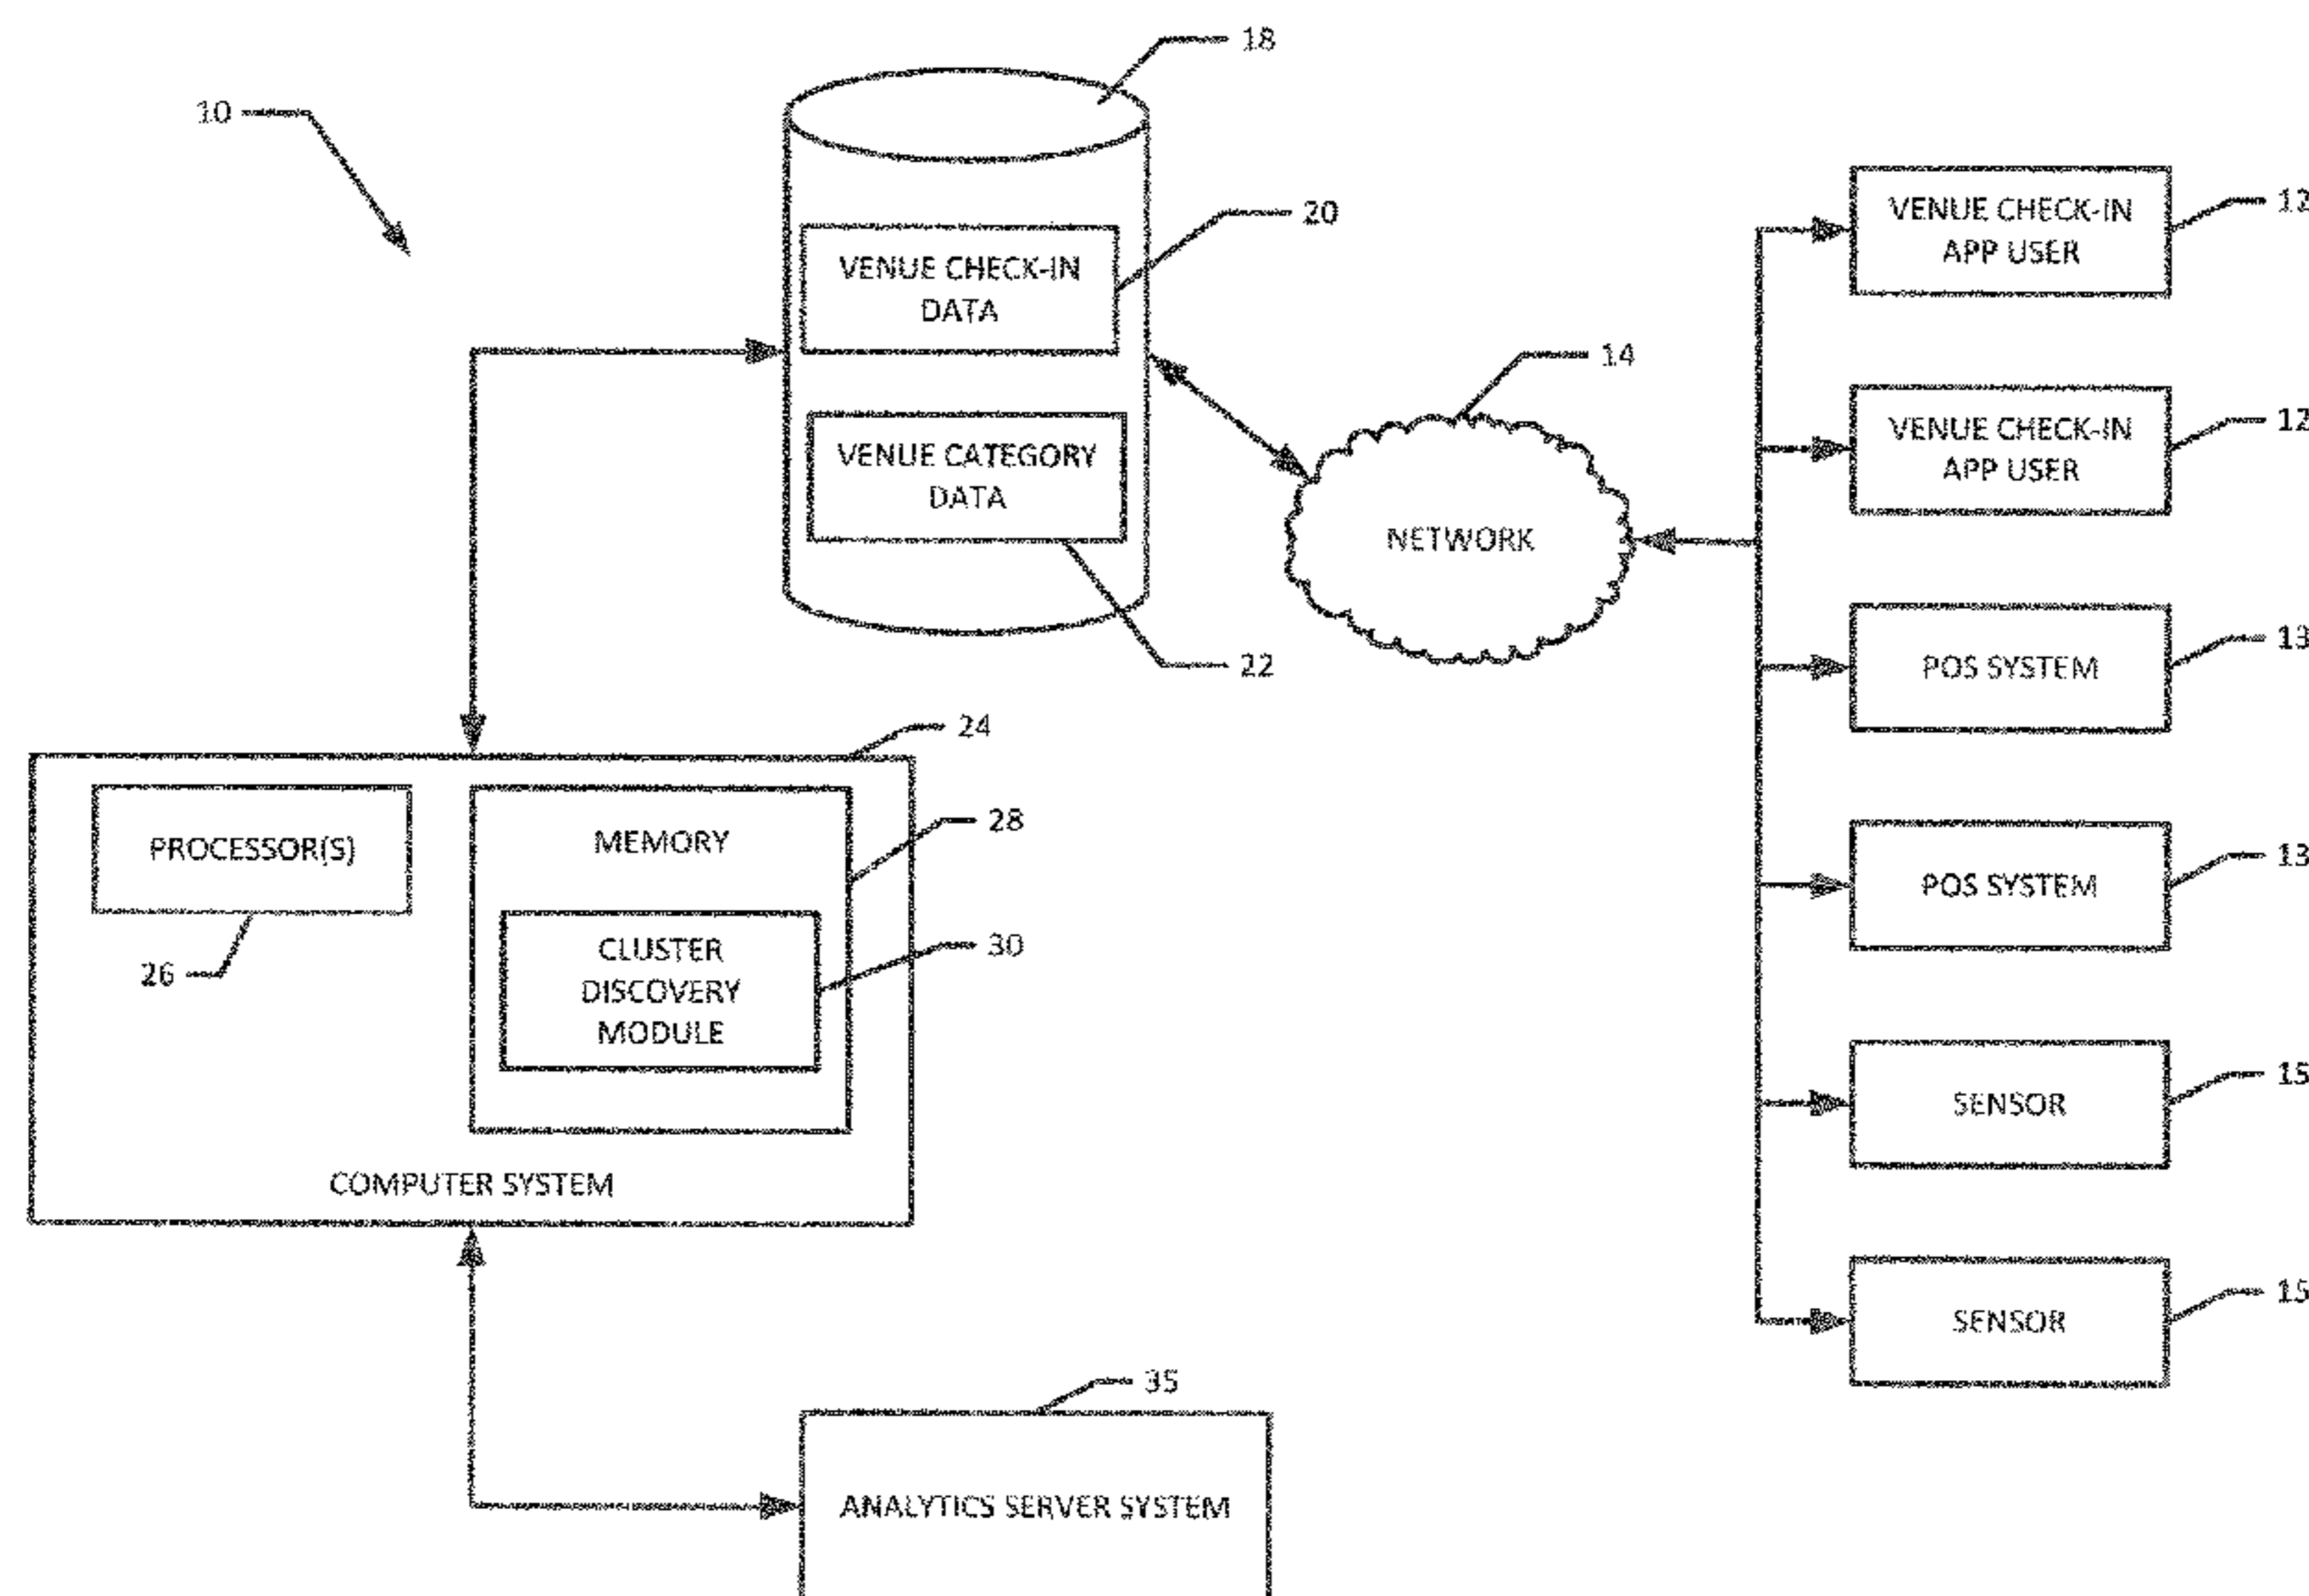 18
10
VENUE CHECK-IN
DATA
20
VENUE CATEGORY
DATA
22
14
NETWORK
VENUE CHECK-IN
APP USER
12
VENUE CHECK-IN
APP USER
12
POS SYSTEM
13
POS SYSTEM
13
SENSOR
15
SENSOR
15
24
PROCESSOR(S)
26
MEMORY
28
CLUSTER
DISCOVERY
MODULE
30
COMPUTER SYSTEM
35
ANALYTICS SERVER SYSTEM